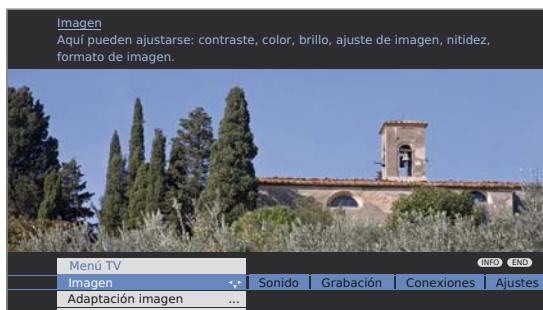 Imagen
Aquí pueden ajustarse: contraste, color, brillo, ajuste de imagen, nitidez,
formato de imagen.
Menú TV
INFO END
Imagen Sonido Grabación Conexiones Ajustes
Adaptación imagen ...